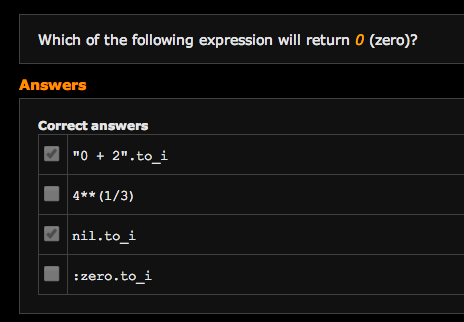 Which of the following expression will return 0 (zero)?
Answers
Correct answers
"0 + 2".to_i
4**(1/3)
nil.to_i
:zero.to_i